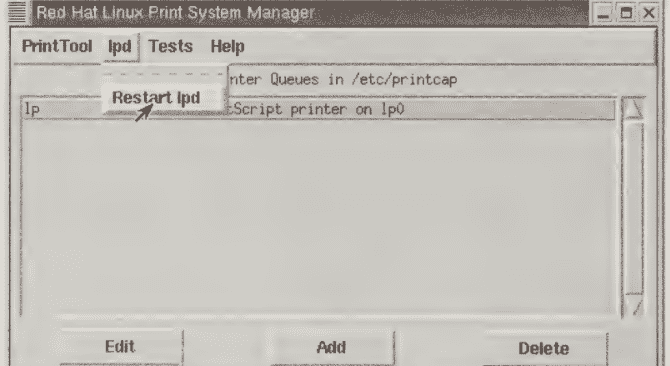 Red Hat Linux Print System Manager
PrintTool lpd Tests Help
nter Queues in /etc/printcap
Restart lpd
lp Script printer on lp0
Edit Add Delete